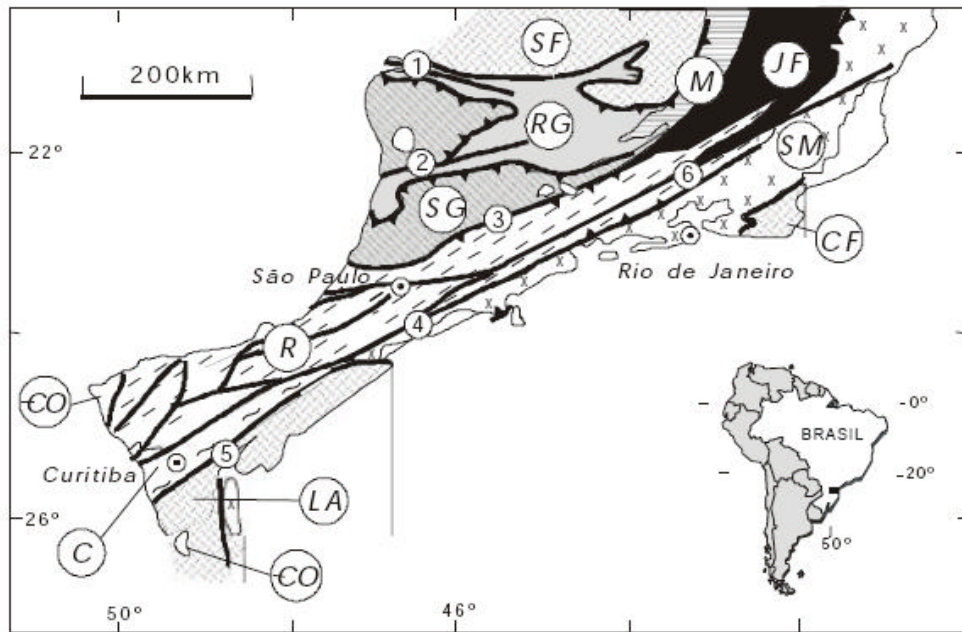 SF
1
200km
JF
M
RG
22°
2
SM
6
SG
3
CF
São Paulo
Rio de Janeiro
4
R
CO
BRASIL
-0°
Curitiba
5
-20°
LA
26°
60°
C
CO
50°
46°